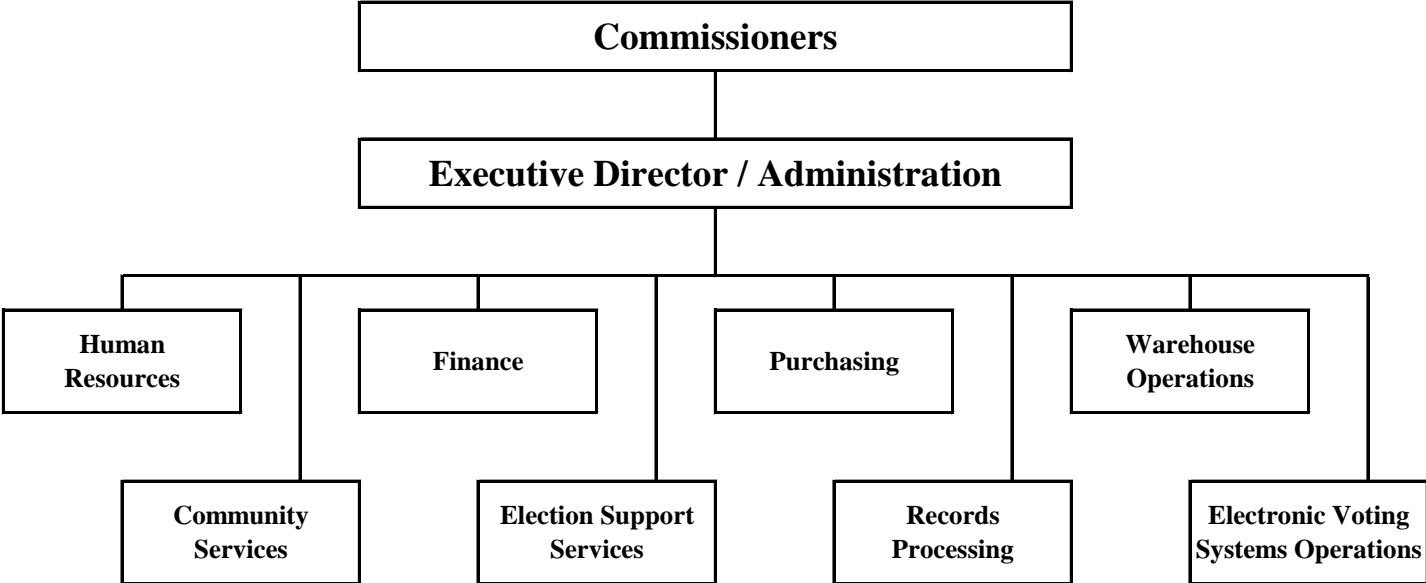 Commissioners
Executive Director / Administration
Human
Resources
Finance
Purchasing
Warehouse
Operations
Community
Services
Election Support
Services
Records
Processing
Electronic Voting
Systems Operations